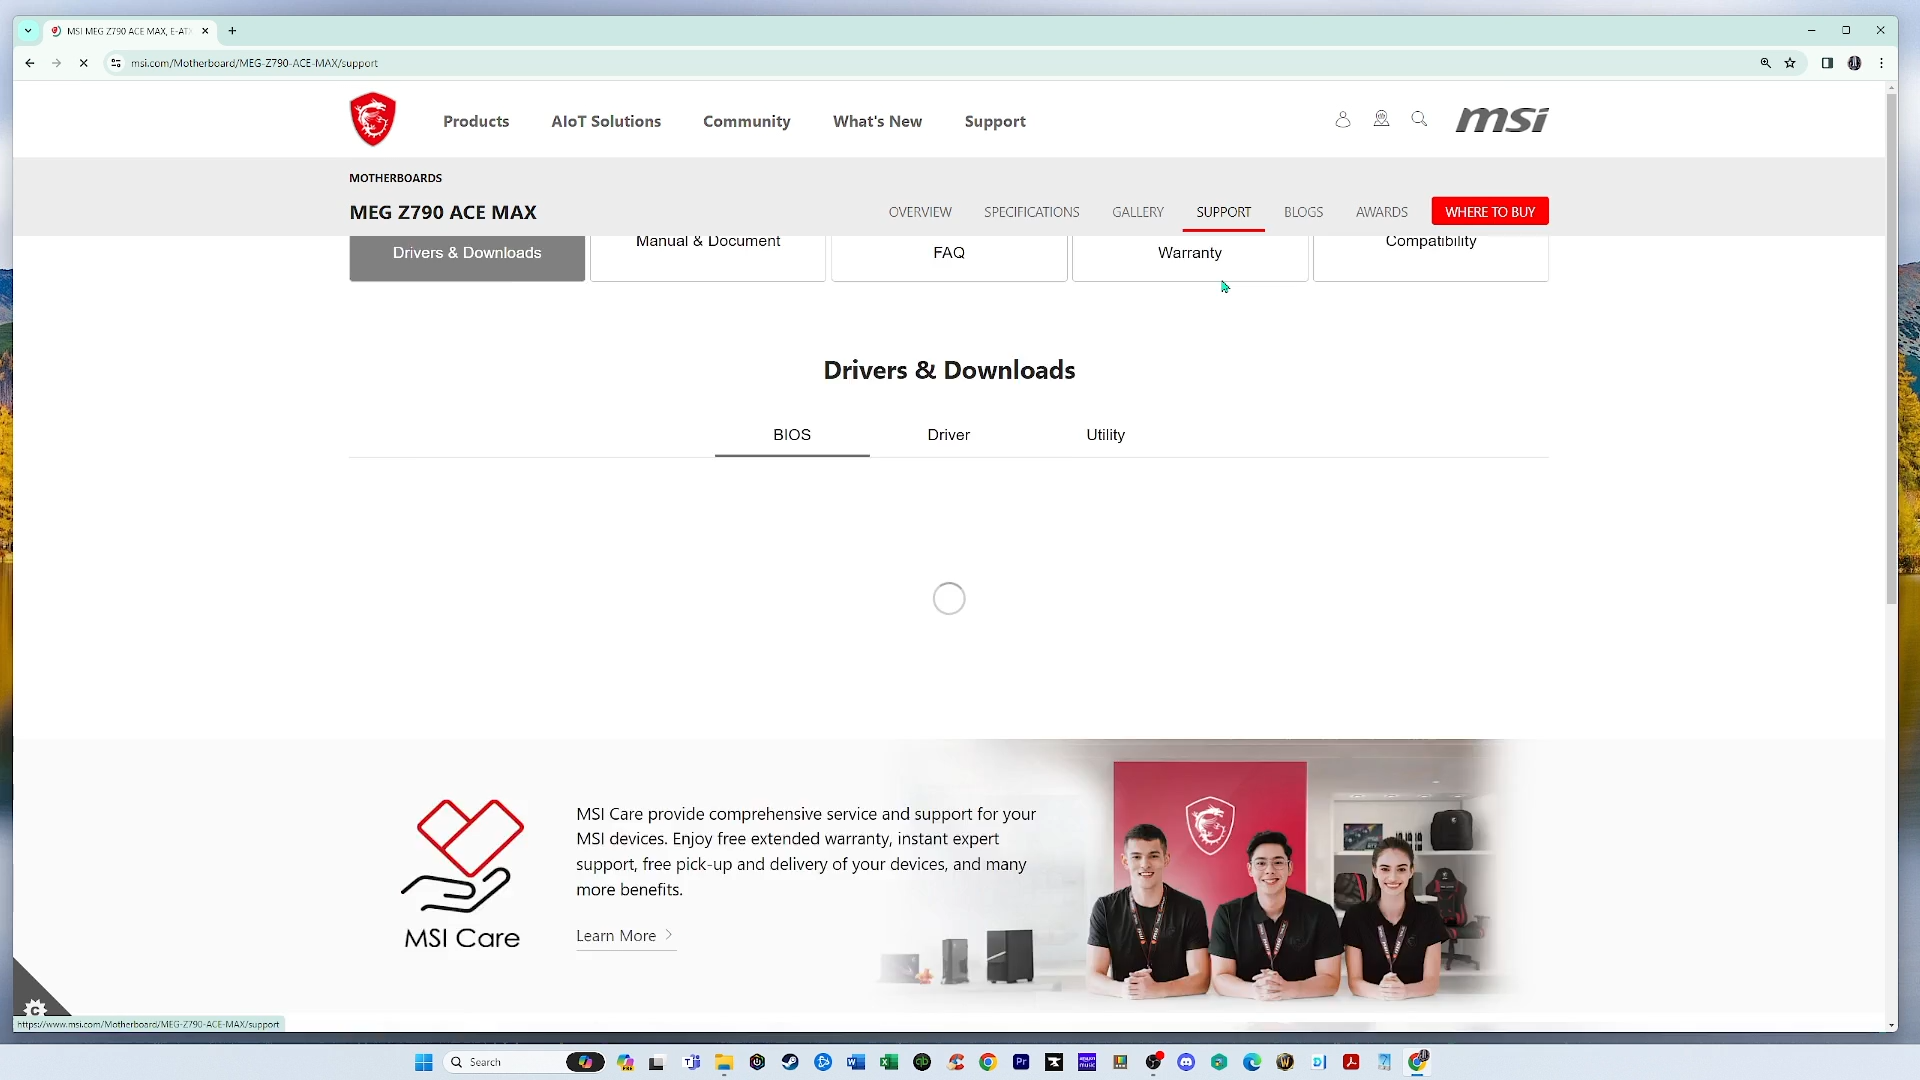 MSI MEG Z790 ACE MAX, E-ATX
msi.com/Motherboard/MEG-Z790-ACE-MAX/support
Products
AIoT Solutions
Community
What's New
Support
msi
MOTHERBOARDS
MEG Z790 ACE MAX
OVERVIEW
SPECIFICATIONS
GALLERY
SUPPORT
BLOGS
AWARDS
WHERE TO BUY
Drivers & Downloads
Manual & Document
FAQ
Warranty
Compatibility
Drivers & Downloads
BIOS
Driver
Utility
MSI Care provide comprehensive service and support for your
MSI devices. Enjoy free extended warranty, instant expert
support, free pick-up and delivery of your devices, and many
more benefits.
MSI Care
Learn More
https://www.msi.com/Motherboard/MEG-Z790-ACE-MAX/support
Search